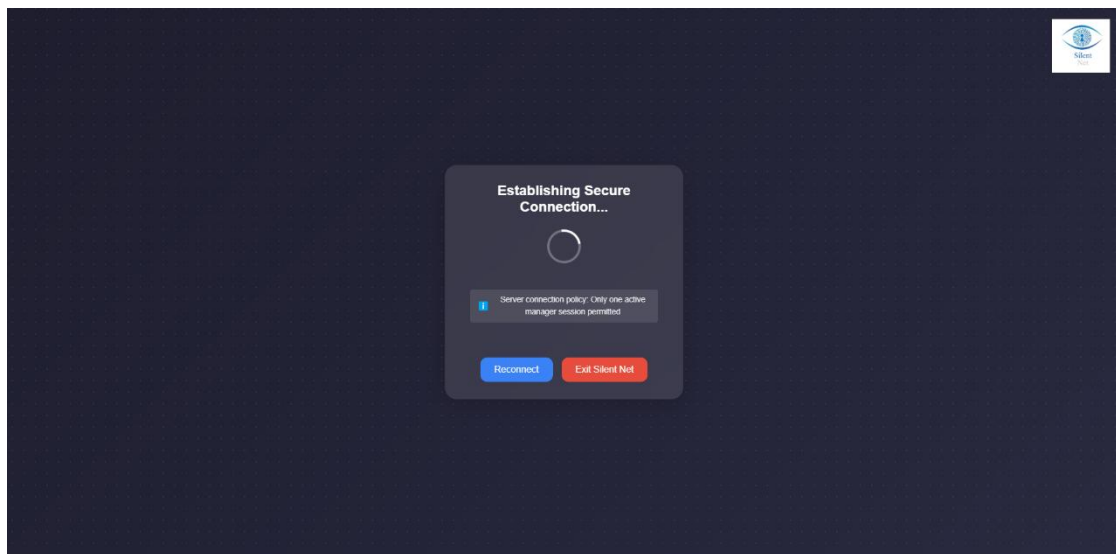 Silent
Net
Establishing Secure
Connection...
Server connection policy: Only one active
manager session permitted
Reconnect
Exit Silent Net